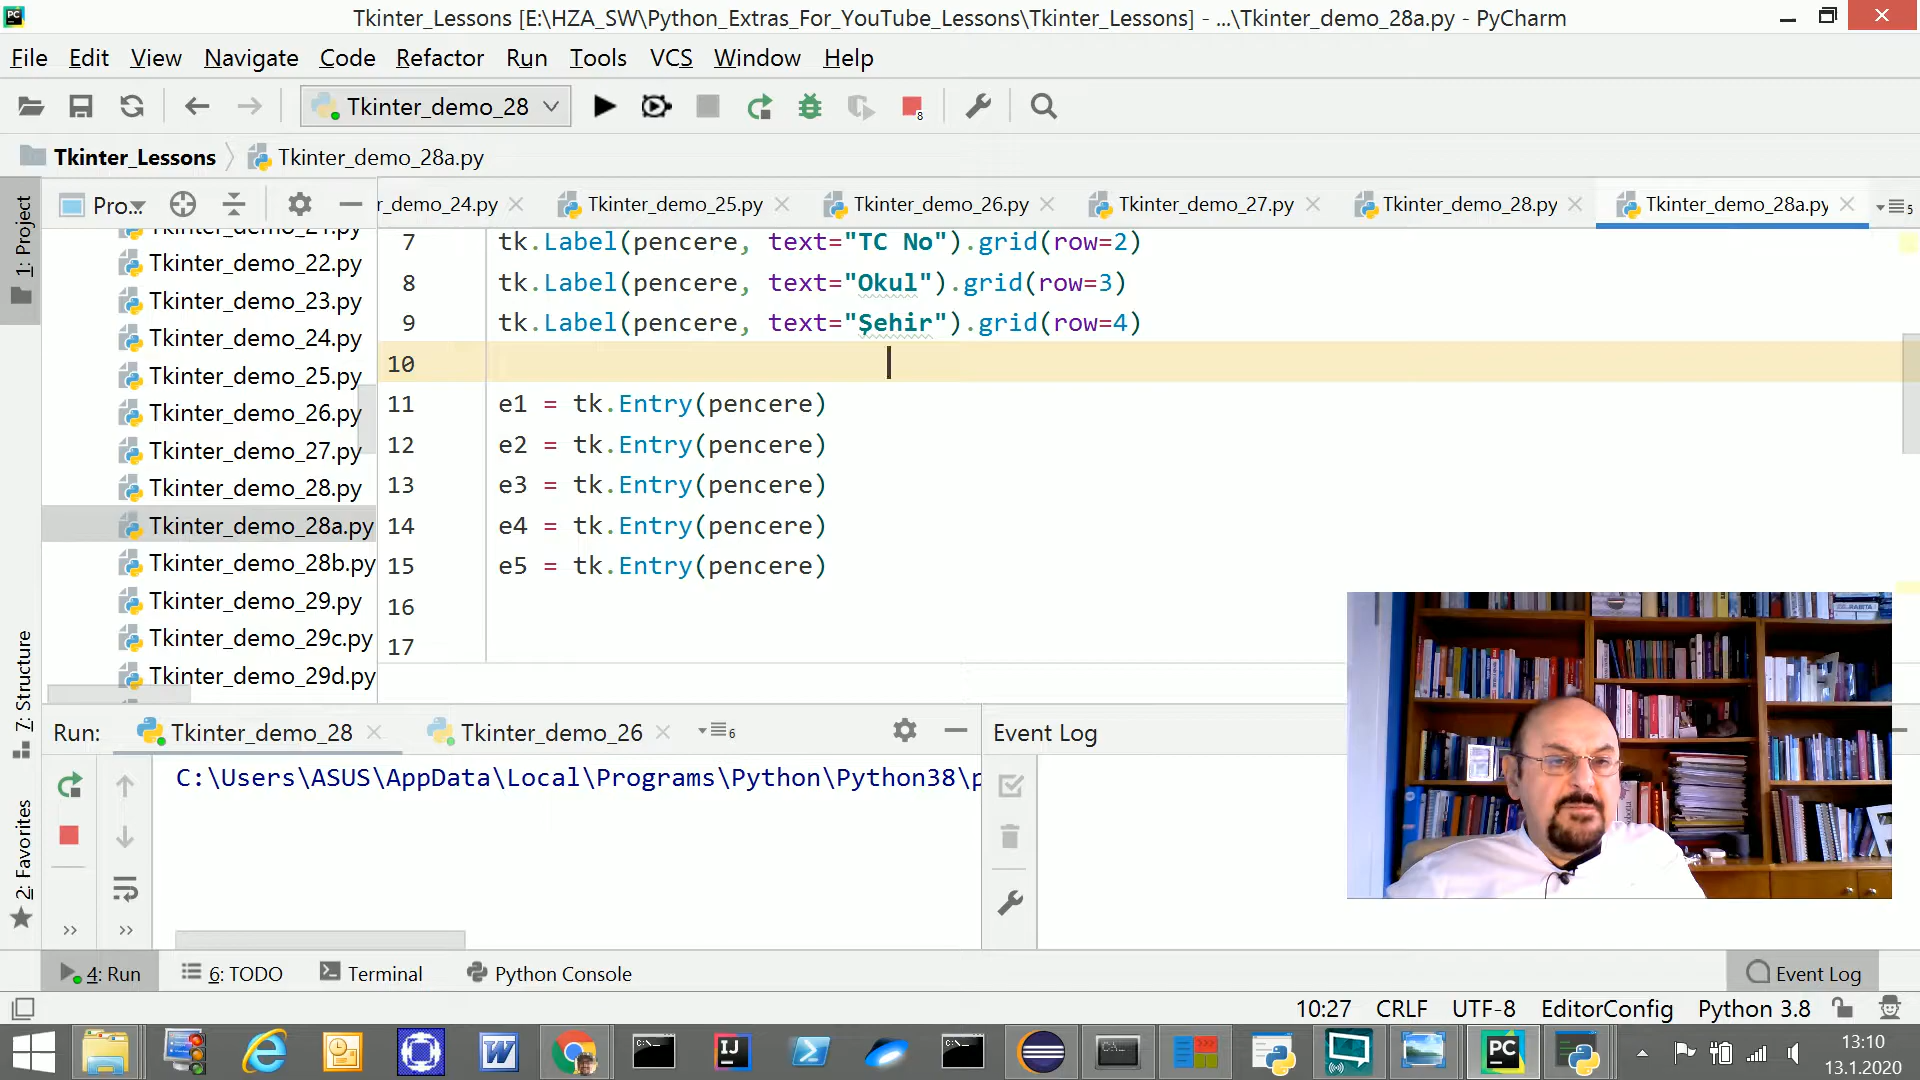 Tkinter_Lessons [E:\HZA_SW\Python_Extras_For_YouTube_Lessons\Tkinter_Lessons] - ...\Tkinter_demo_28a.py - PyCharm
File Edit View Navigate Code Refactor Run Tools VCS Window Help
Tkinter_demo_28
8
Tkinter_Lessons Tkinter_demo_28a.py
Pro...
r_demo_24.py Tkinter_demo_25.py Tkinter_demo_26.py Tkinter_demo_27.py Tkinter_demo_28.py Tkinter_demo_28a.py
5
1: Project
7: Structure
2: Favorites
Tkinter_demo_22.py
Tkinter_demo_23.py
Tkinter_demo_24.py
Tkinter_demo_25.py
Tkinter_demo_26.py
Tkinter_demo_27.py
Tkinter_demo_28.py
Tkinter_demo_28a.py
Tkinter_demo_28b.py
Tkinter_demo_29.py
Tkinter_demo_29c.py
Tkinter_demo_29d.py
7 tk.Label(pencere, text="TC No").grid(row=2)
8 tk.Label(pencere, text="Okul").grid(row=3)
9 tk.Label(pencere, text="Şehir").grid(row=4)
10
11 e1 = tk.Entry(pencere)
12 e2 = tk.Entry(pencere)
13 e3 = tk.Entry(pencere)
14 e4 = tk.Entry(pencere)
15 e5 = tk.Entry(pencere)
16
17
Run: Tkinter_demo_28 Tkinter_demo_26
6
Event Log
C:\Users\ASUS\AppData\Local\Programs\Python\Python38\p
4: Run 6: TODO Terminal Python Console Event Log
10:27 CRLF UTF-8 EditorConfig Python 3.8
13:10
13.1.2020